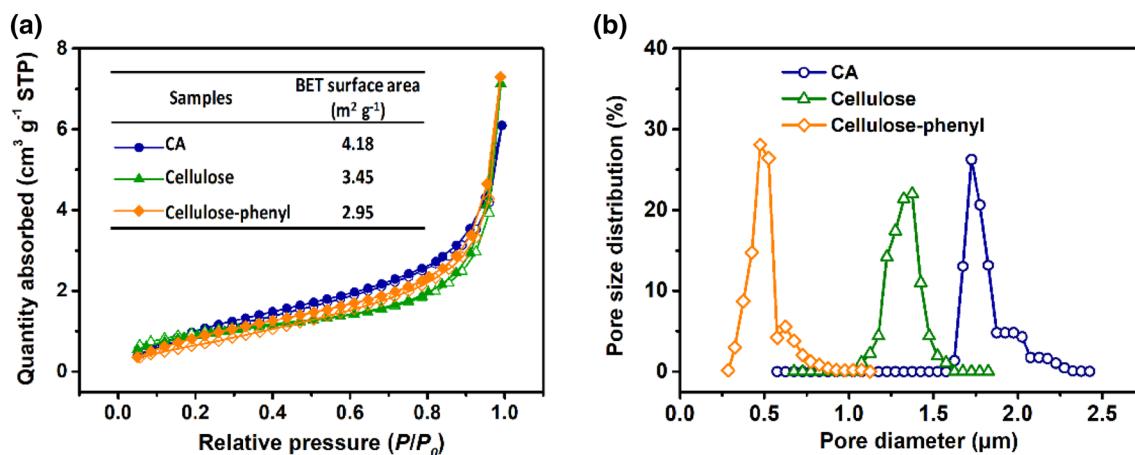 (a)
Quantity absorbed (cm³ g⁻¹ STP)
8
6
4
2
0
Samples BET surface area
(m² g⁻¹)
CA 4.18
Cellulose 3.45
Cellulose-phenyl 2.95
0.0 0.2 0.4 0.6 0.8 1.0
Relative pressure (P/P₀)
(b)
Pore size distribution (%)
40
30
20
10
0
CA
Cellulose
Cellulose-phenyl
0.0 0.5 1.0 1.5 2.0 2.5
Pore diameter (μm)